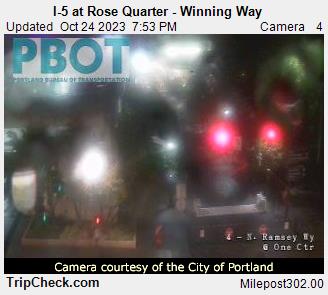 I-5 at Rose Quarter - Winning Way
Updated Oct 24 2023 7:53 PM Camera 4
PBOT
PORTLAND BUREAU OF TRANSPORTATION
4 - N. Ramsey Wy
@ One Ctr
Camera courtesy of the City of Portland
TripCheck.com Milepost302.00